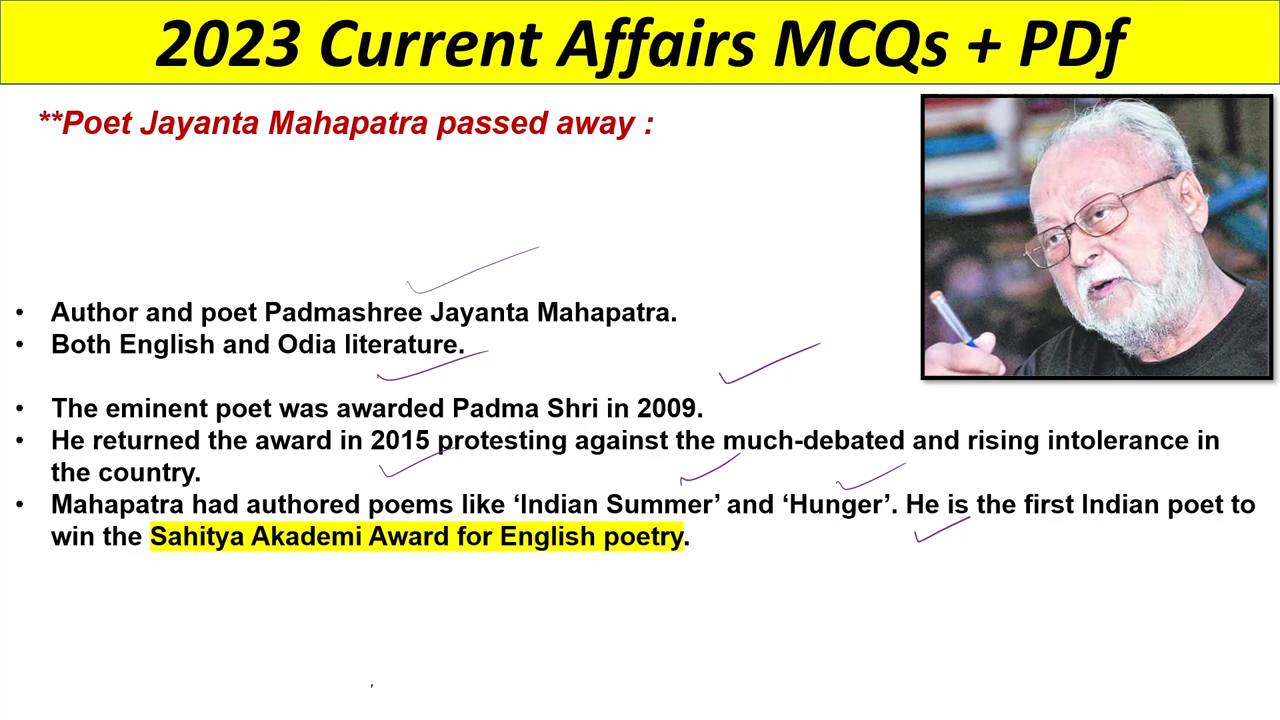 2023 Current Affairs MCQs + PDf
**Poet Jayanta Mahapatra passed away :
• Author and poet Padmashree Jayanta Mahapatra.
• Both English and Odia literature.
• The eminent poet was awarded Padma Shri in 2009.
• He returned the award in 2015 protesting against the much-debated and rising intolerance in
the country.
• Mahapatra had authored poems like ‘Indian Summer’ and ‘Hunger’. He is the first Indian poet to
win the Sahitya Akademi Award for English poetry.